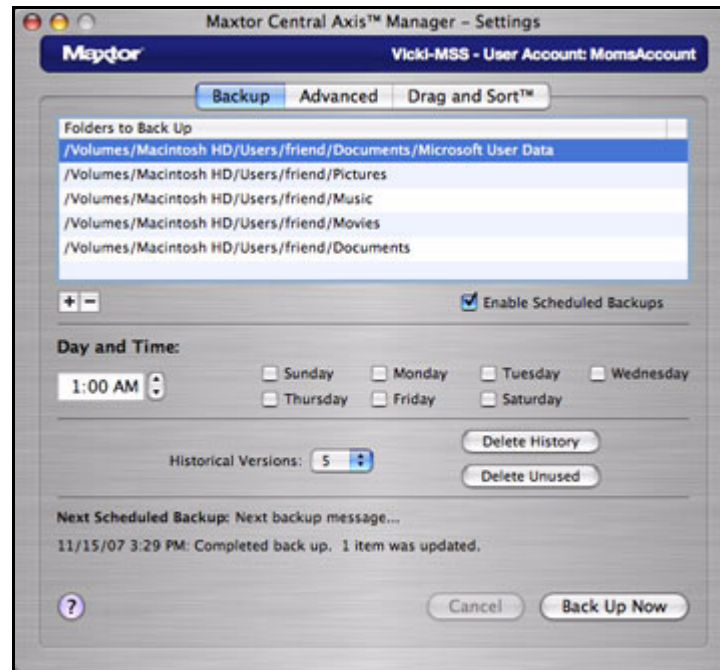 Maxtor Central Axis™ Manager – Settings
Maxtor
Vicki-MSS - User Account: MomsAccount
Backup Advanced Drag and Sort™
Folders to Back Up
/Volumes/Macintosh HD/Users/friend/Documents/Microsoft User Data
/Volumes/Macintosh HD/Users/friend/Pictures
/Volumes/Macintosh HD/Users/friend/Music
/Volumes/Macintosh HD/Users/friend/Movies
/Volumes/Macintosh HD/Users/friend/Documents
+ −
Enable Scheduled Backups
Day and Time:
1:00 AM
Sunday Monday Tuesday Wednesday
Thursday Friday Saturday
Historical Versions: 5
Delete History
Delete Unused
Next Scheduled Backup: Next backup message...
11/15/07 3:29 PM: Completed back up. 1 item was updated.
?
Cancel
Back Up Now